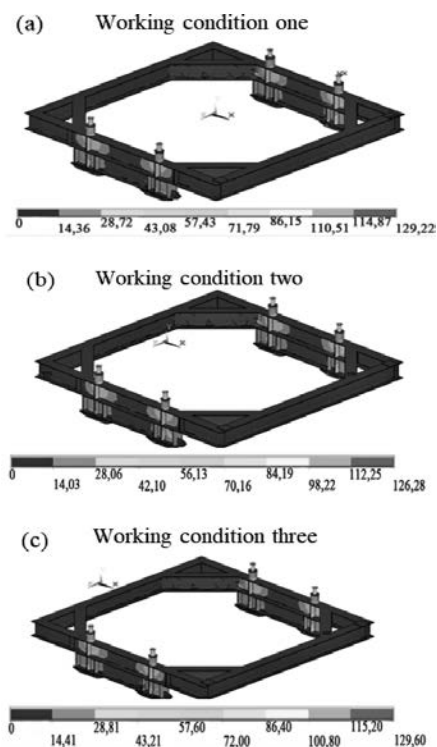 (a) Working condition one
0 28,72 57,43 86,15 114,87
14,36 43,08 71,79 110,51 129,225
(b) Working condition two
0 28,06 56,13 84,19 112,25
14,03 42,10 70,16 98,22 126,28
(c) Working condition three
0 28,81 57,60 86,40 115,20
14,41 43,21 72,00 100,80 129,60